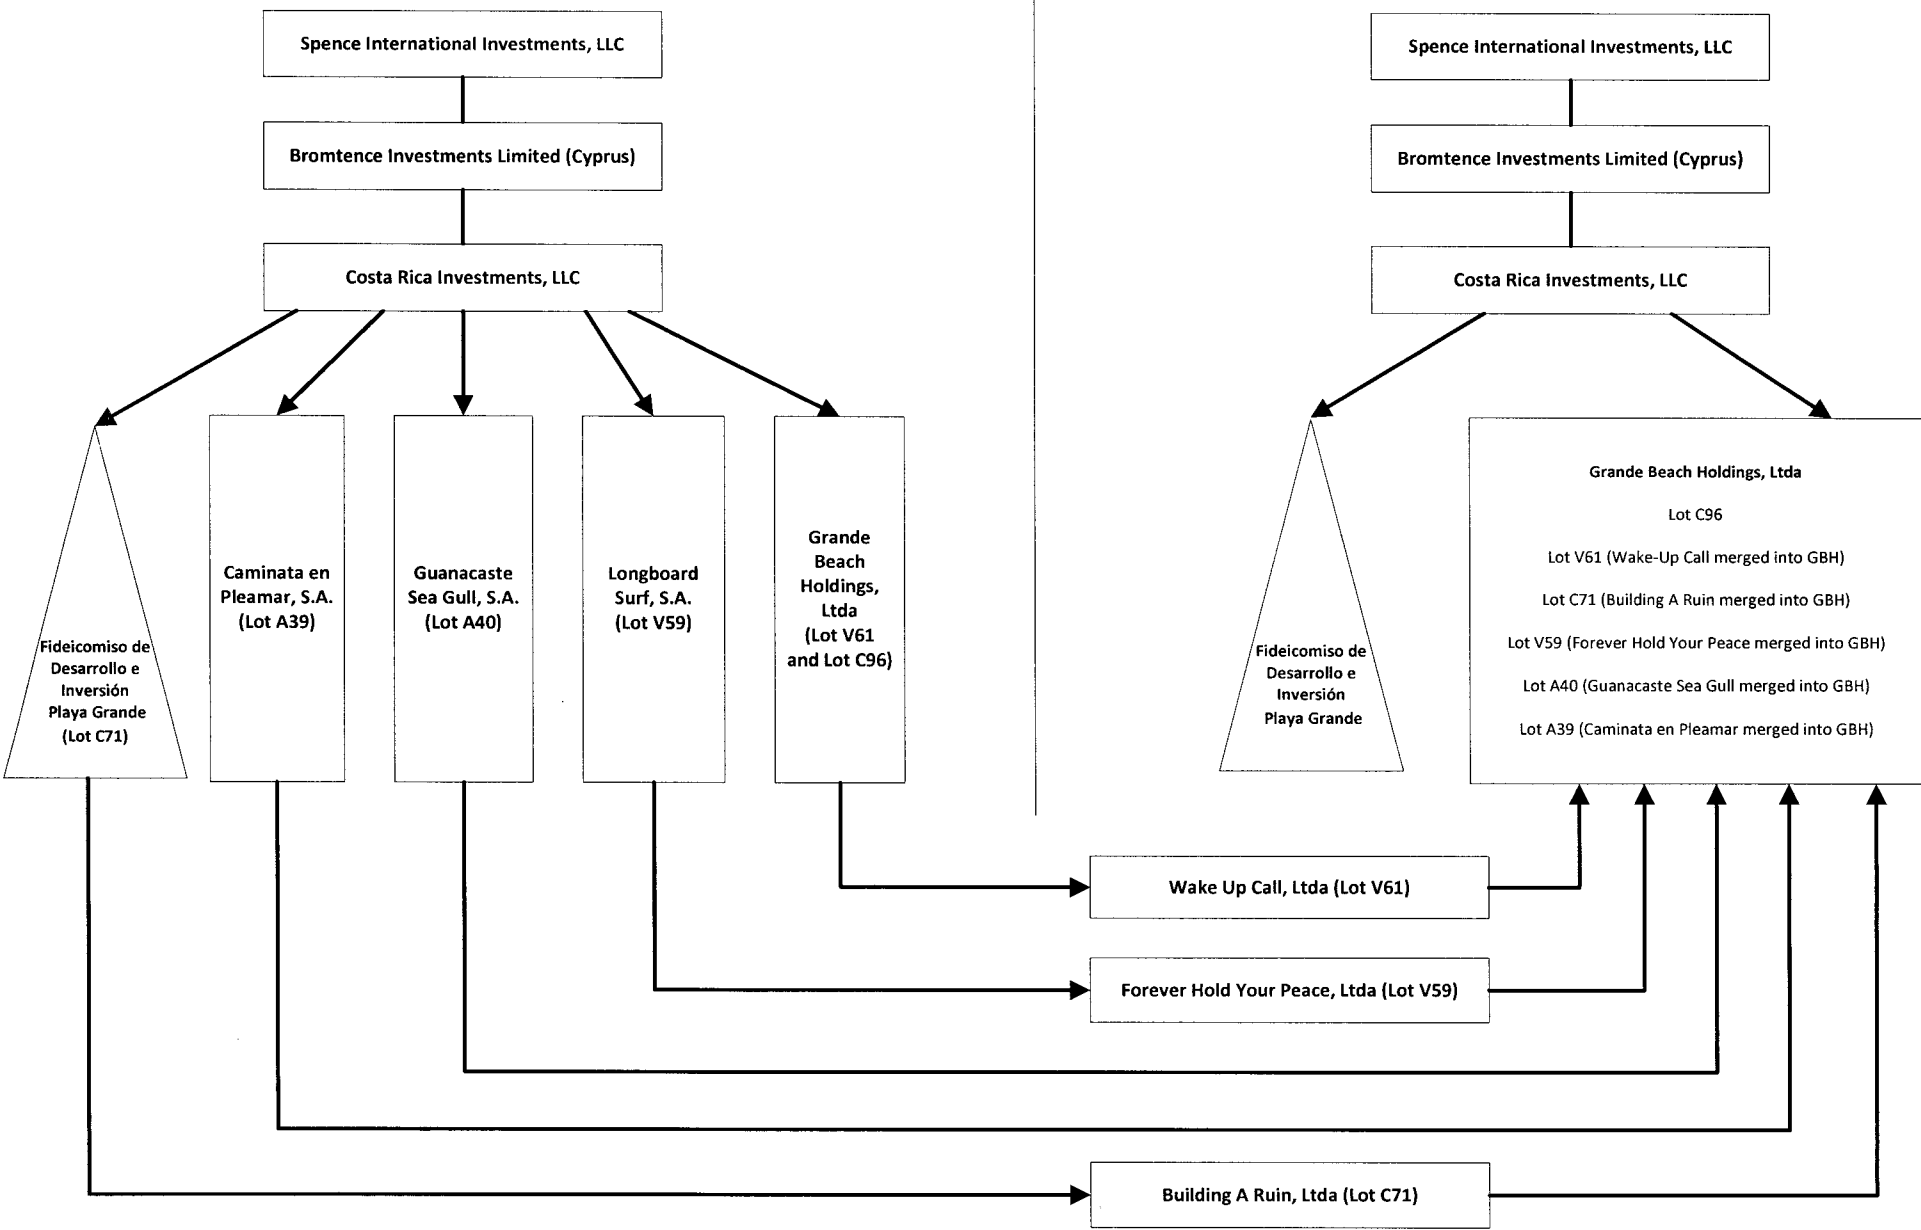 Spence International Investments, LLC
Bromtence Investments Limited (Cyprus)
Costa Rica Investments, LLC
Fideicomiso de
Desarrollo e
Inversión
Playa Grande
(Lot C71)
Caminata en
Pleamar, S.A.
(Lot A39)
Guanacaste
Sea Gull, S.A.
(Lot A40)
Longboard
Surf, S.A.
(Lot V59)
Grande
Beach
Holdings,
Ltda
(Lot V61
and Lot C96)
Spence International Investments, LLC
Bromtence Investments Limited (Cyprus)
Costa Rica Investments, LLC
Fideicomiso de
Desarrollo e
Inversión
Playa Grande
Grande Beach Holdings, Ltda
Lot C96
Lot V61 (Wake-Up Call merged into GBH)
Lot C71 (Building A Ruin merged into GBH)
Lot V59 (Forever Hold Your Peace merged into GBH)
Lot A40 (Guanacaste Sea Gull merged into GBH)
Lot A39 (Caminata en Pleamar merged into GBH)
Wake Up Call, Ltda (Lot V61)
Forever Hold Your Peace, Ltda (Lot V59)
Building A Ruin, Ltda (Lot C71)